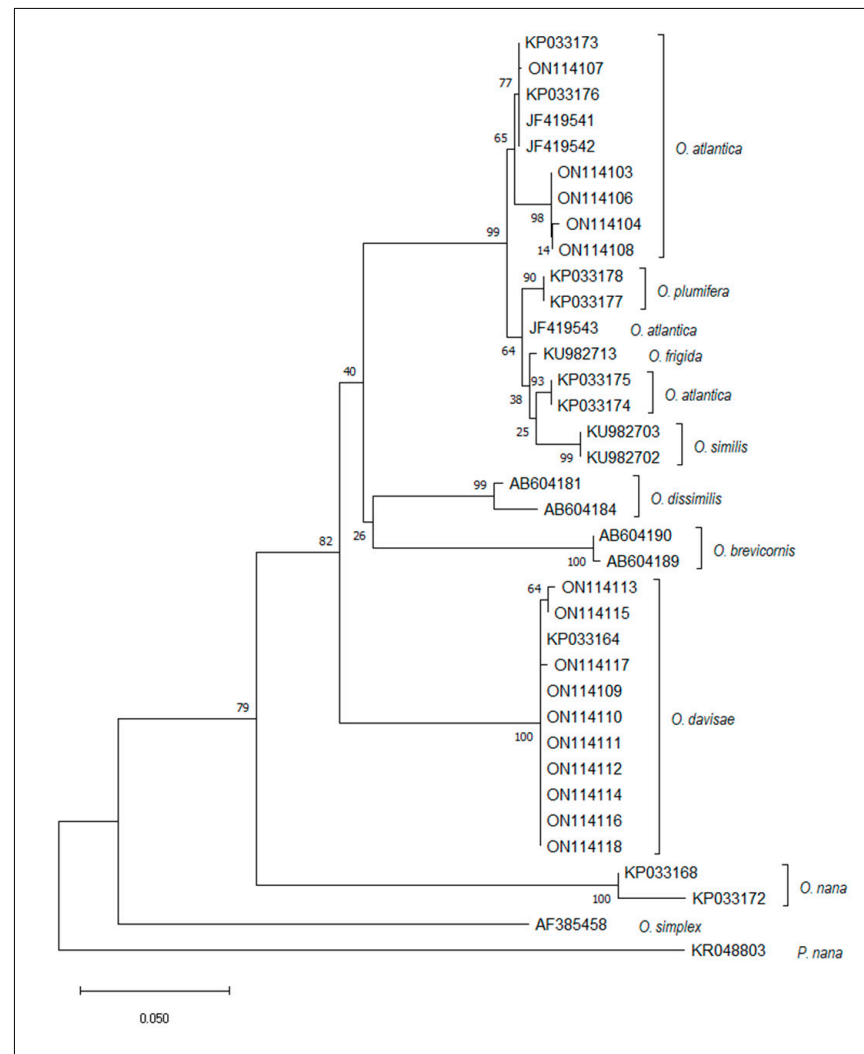 KP033173
ON114107
77
KP033176
JF419541
65
JF419542
O. atlantica
ON114103
ON114106
98
ON114104
99
14
ON114108
90
KP033178
O. plumifera
KP033177
JF419543 O. atlantica
64
KU982713 O. frigida
40
93
KP033175
O. atlantica
38
KP033174
25
KU982703
O. similis
99
KU982702
99
AB604181
O. dissimilis
AB604184
82
26
AB604190
O. brevicornis
100
AB604189
64
ON114113
ON114115
KP033164
ON114117
ON114109
79
ON114110
O. davisae
100
ON114111
ON114112
ON114114
ON114116
ON114118
KP033168
O. nana
100
KP033172
AF385458 O. simplex
KR048803 P. nana
0.050